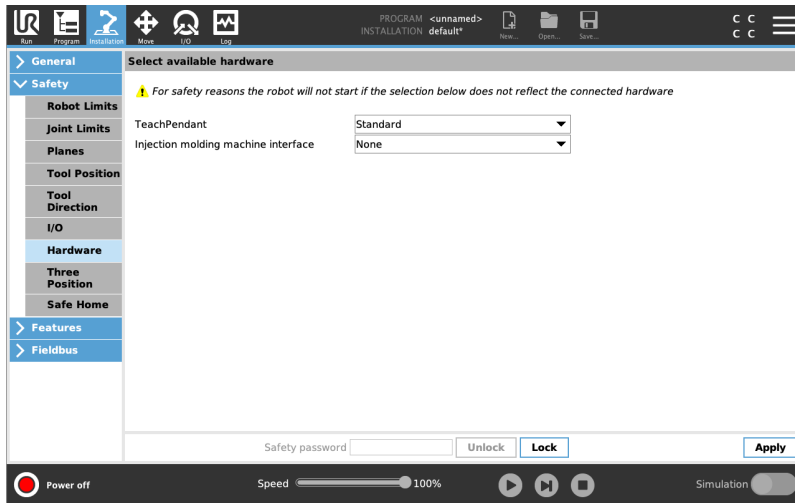 UR
PROGRAM <unnamed>
INSTALLATION default*
C C
C C
Run
Program
Installation
Move
I/O
Log
New...
Open...
Save...
General
Safety
Robot Limits
Joint Limits
Planes
Tool Position
Tool
Direction
I/O
Hardware
Three
Position
Safe Home
Features
Fieldbus
Select available hardware
! For safety reasons the robot will not start if the selection below does not reflect the connected hardware
TeachPendant Standard
Injection molding machine interface None
Safety password Unlock Lock Apply
Power off Speed 100% Simulation